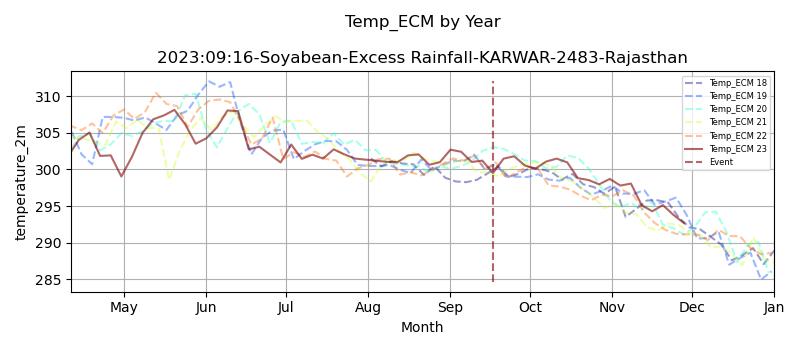 Temp_ECM by Year
2023:09:16-Soyabean-Excess Rainfall-KARWAR-2483-Rajasthan
temperature_2m
310
305
300
295
290
285
Temp_ECM 18
Temp_ECM 19
Temp_ECM 20
Temp_ECM 21
Temp_ECM 22
Temp_ECM 23
Event
May Jun Jul Aug Sep Oct Nov Dec Jan
Month